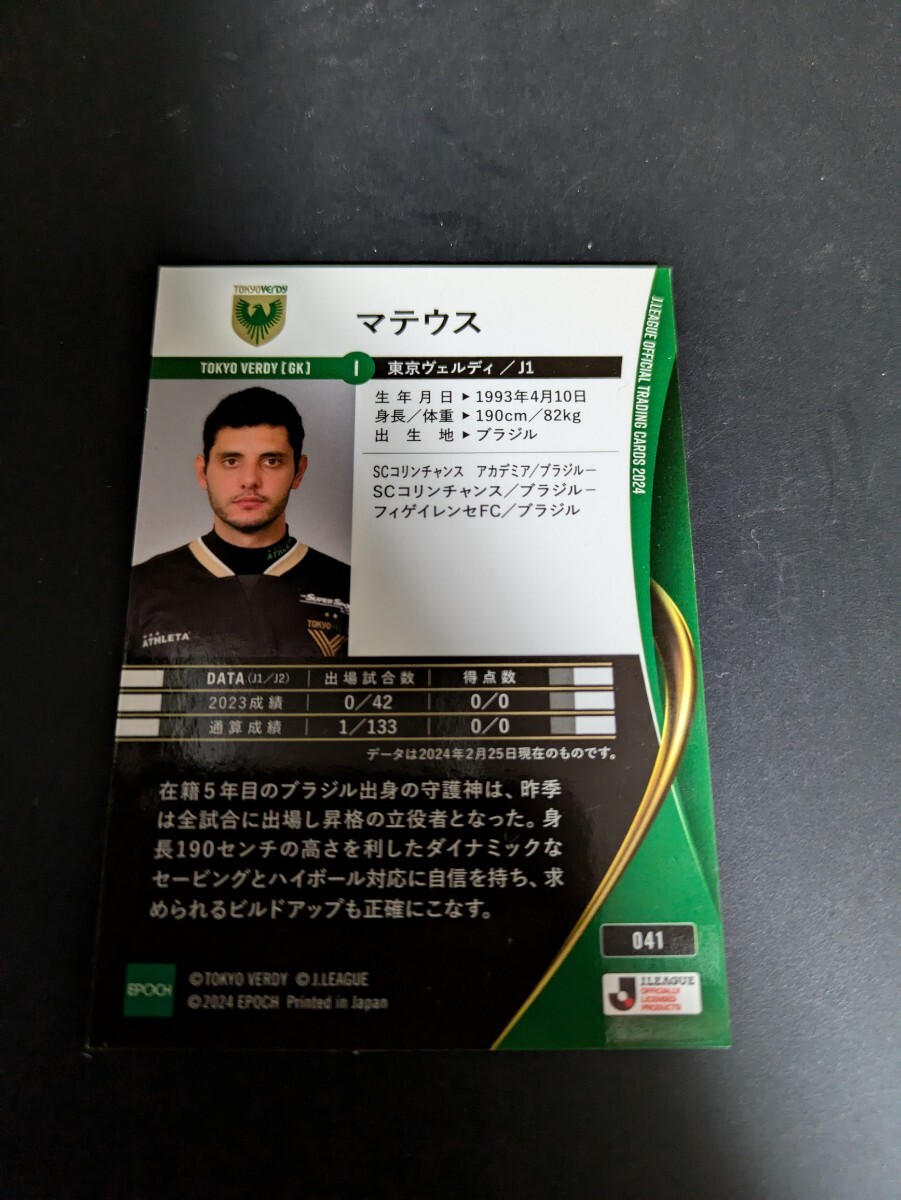 TOKYO VERDY
マテウス
TOKYO VERDY [GK] 1 東京ヴェルディ/J1
生年月日▶1993年4月10日
身長/体重▶190cm/82kg
出生地▶ブラジル
SCコリンチャンス アカデミア/ブラジルー
SCコリンチャンス/ブラジルー
フィゲイレンセFC/ブラジル
ATHLETA
TOKYO
J.LEAGUE OFFICIAL TRADING CARDS 2024
DATA(J1/J2) 出場試合数 得点数
2023成績 0/42 0/0
通算成績 1/133 0/0
データは2024年2月25日現在のものです。
在籍5年目のブラジル出身の守護神は、昨季
は全試合に出場し昇格の立役者となった。身
長190センチの高さを利したダイナミックな
セービングとハイボール対応に自信を持ち、求
められるビルドアップも正確にこなす。
041
EPOCH
©TOKYO VERDY ©J.LEAGUE
©2024 EPOCH Printed in Japan
J.LEAGUE
OFFICIALLY
LICENSED
PRODUCTS